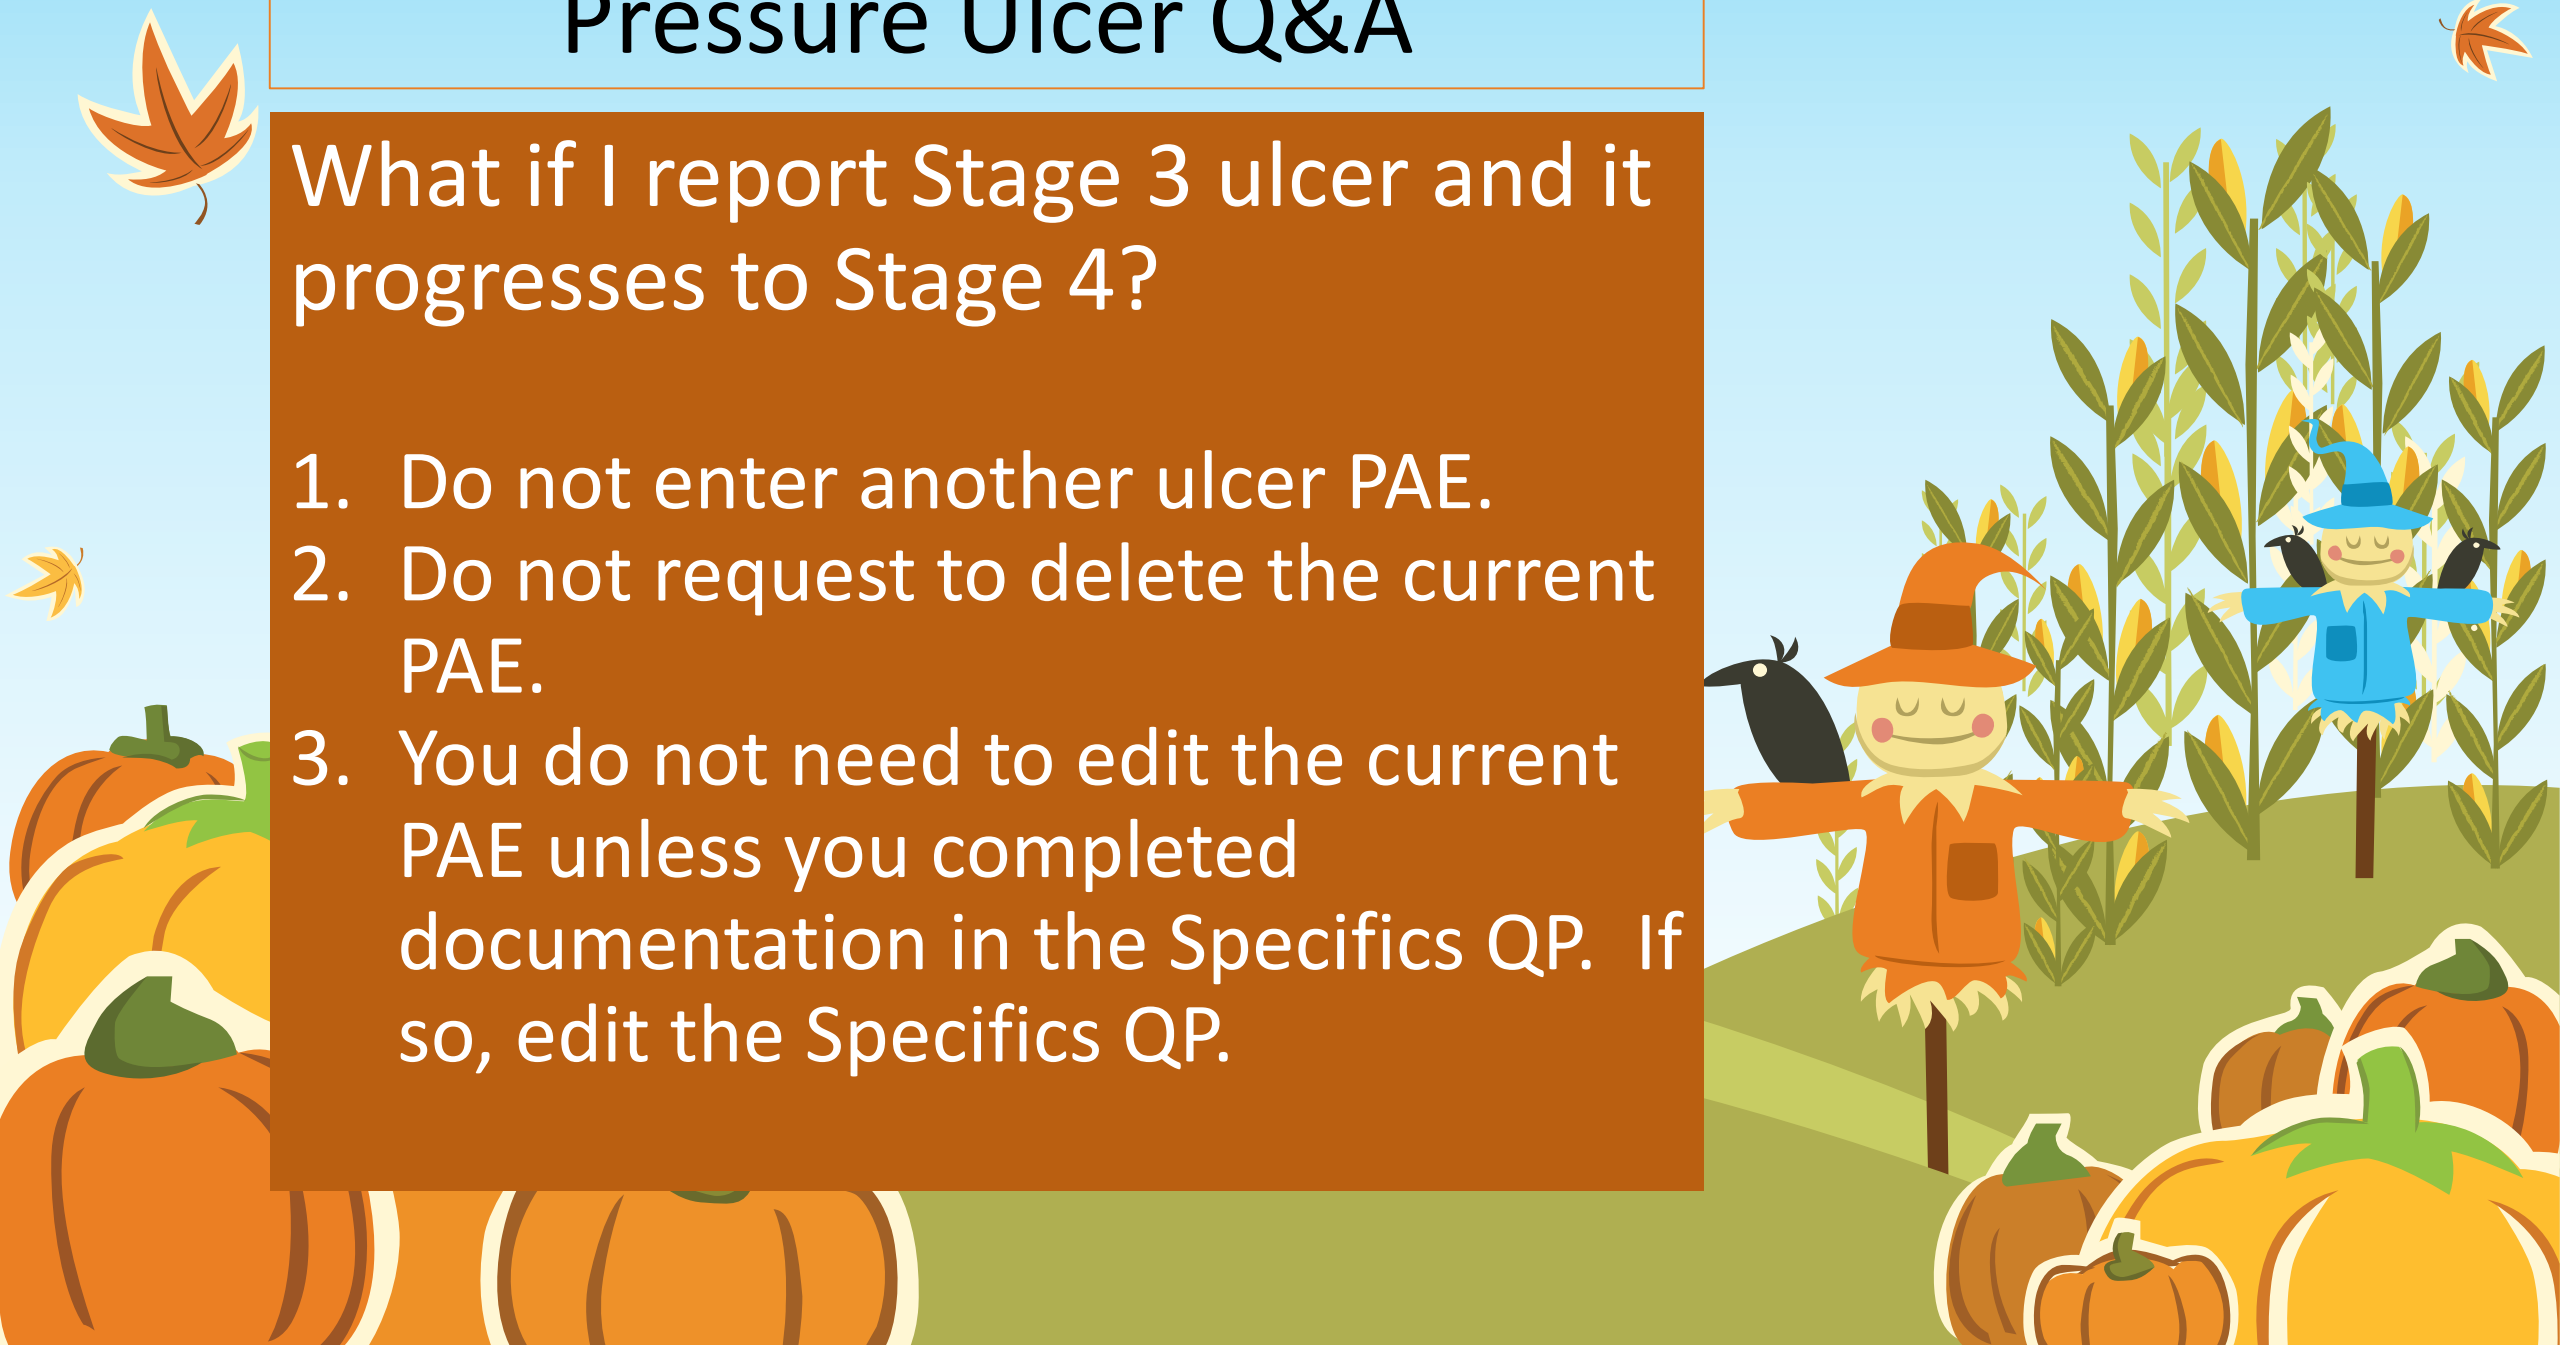 Pressure Ulcer Q&A
What if I report Stage 3 ulcer and it
progresses to Stage 4?
1. Do not enter another ulcer PAE.
2. Do not request to delete the current
PAE.
3. You do not need to edit the current
PAE unless you completed
documentation in the Specifics QP.  If
so, edit the Specifics QP.